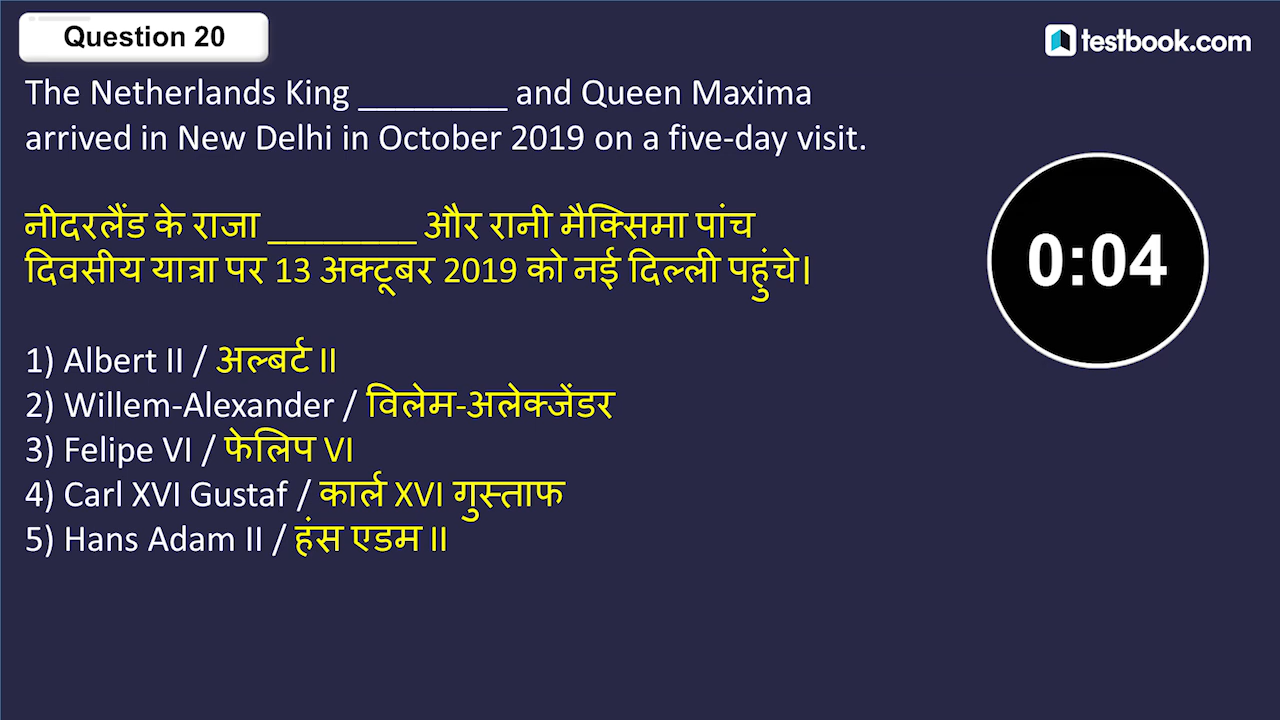 Question 20
testbook.com
The Netherlands King ________ and Queen Maxima
arrived in New Delhi in October 2019 on a five-day visit.
नीदरलैंड के राजा ________ और रानी मैक्सिमा पांच
दिवसीय यात्रा पर 13 अक्टूबर 2019 को नई दिल्ली पहुंचे।
0:04
1) Albert II / अल्बर्ट II
2) Willem-Alexander / विलेम-अलेक्जेंडर
3) Felipe VI / फेलिप VI
4) Carl XVI Gustaf / कार्ल XVI गुस्ताफ
5) Hans Adam II / हंस एडम II